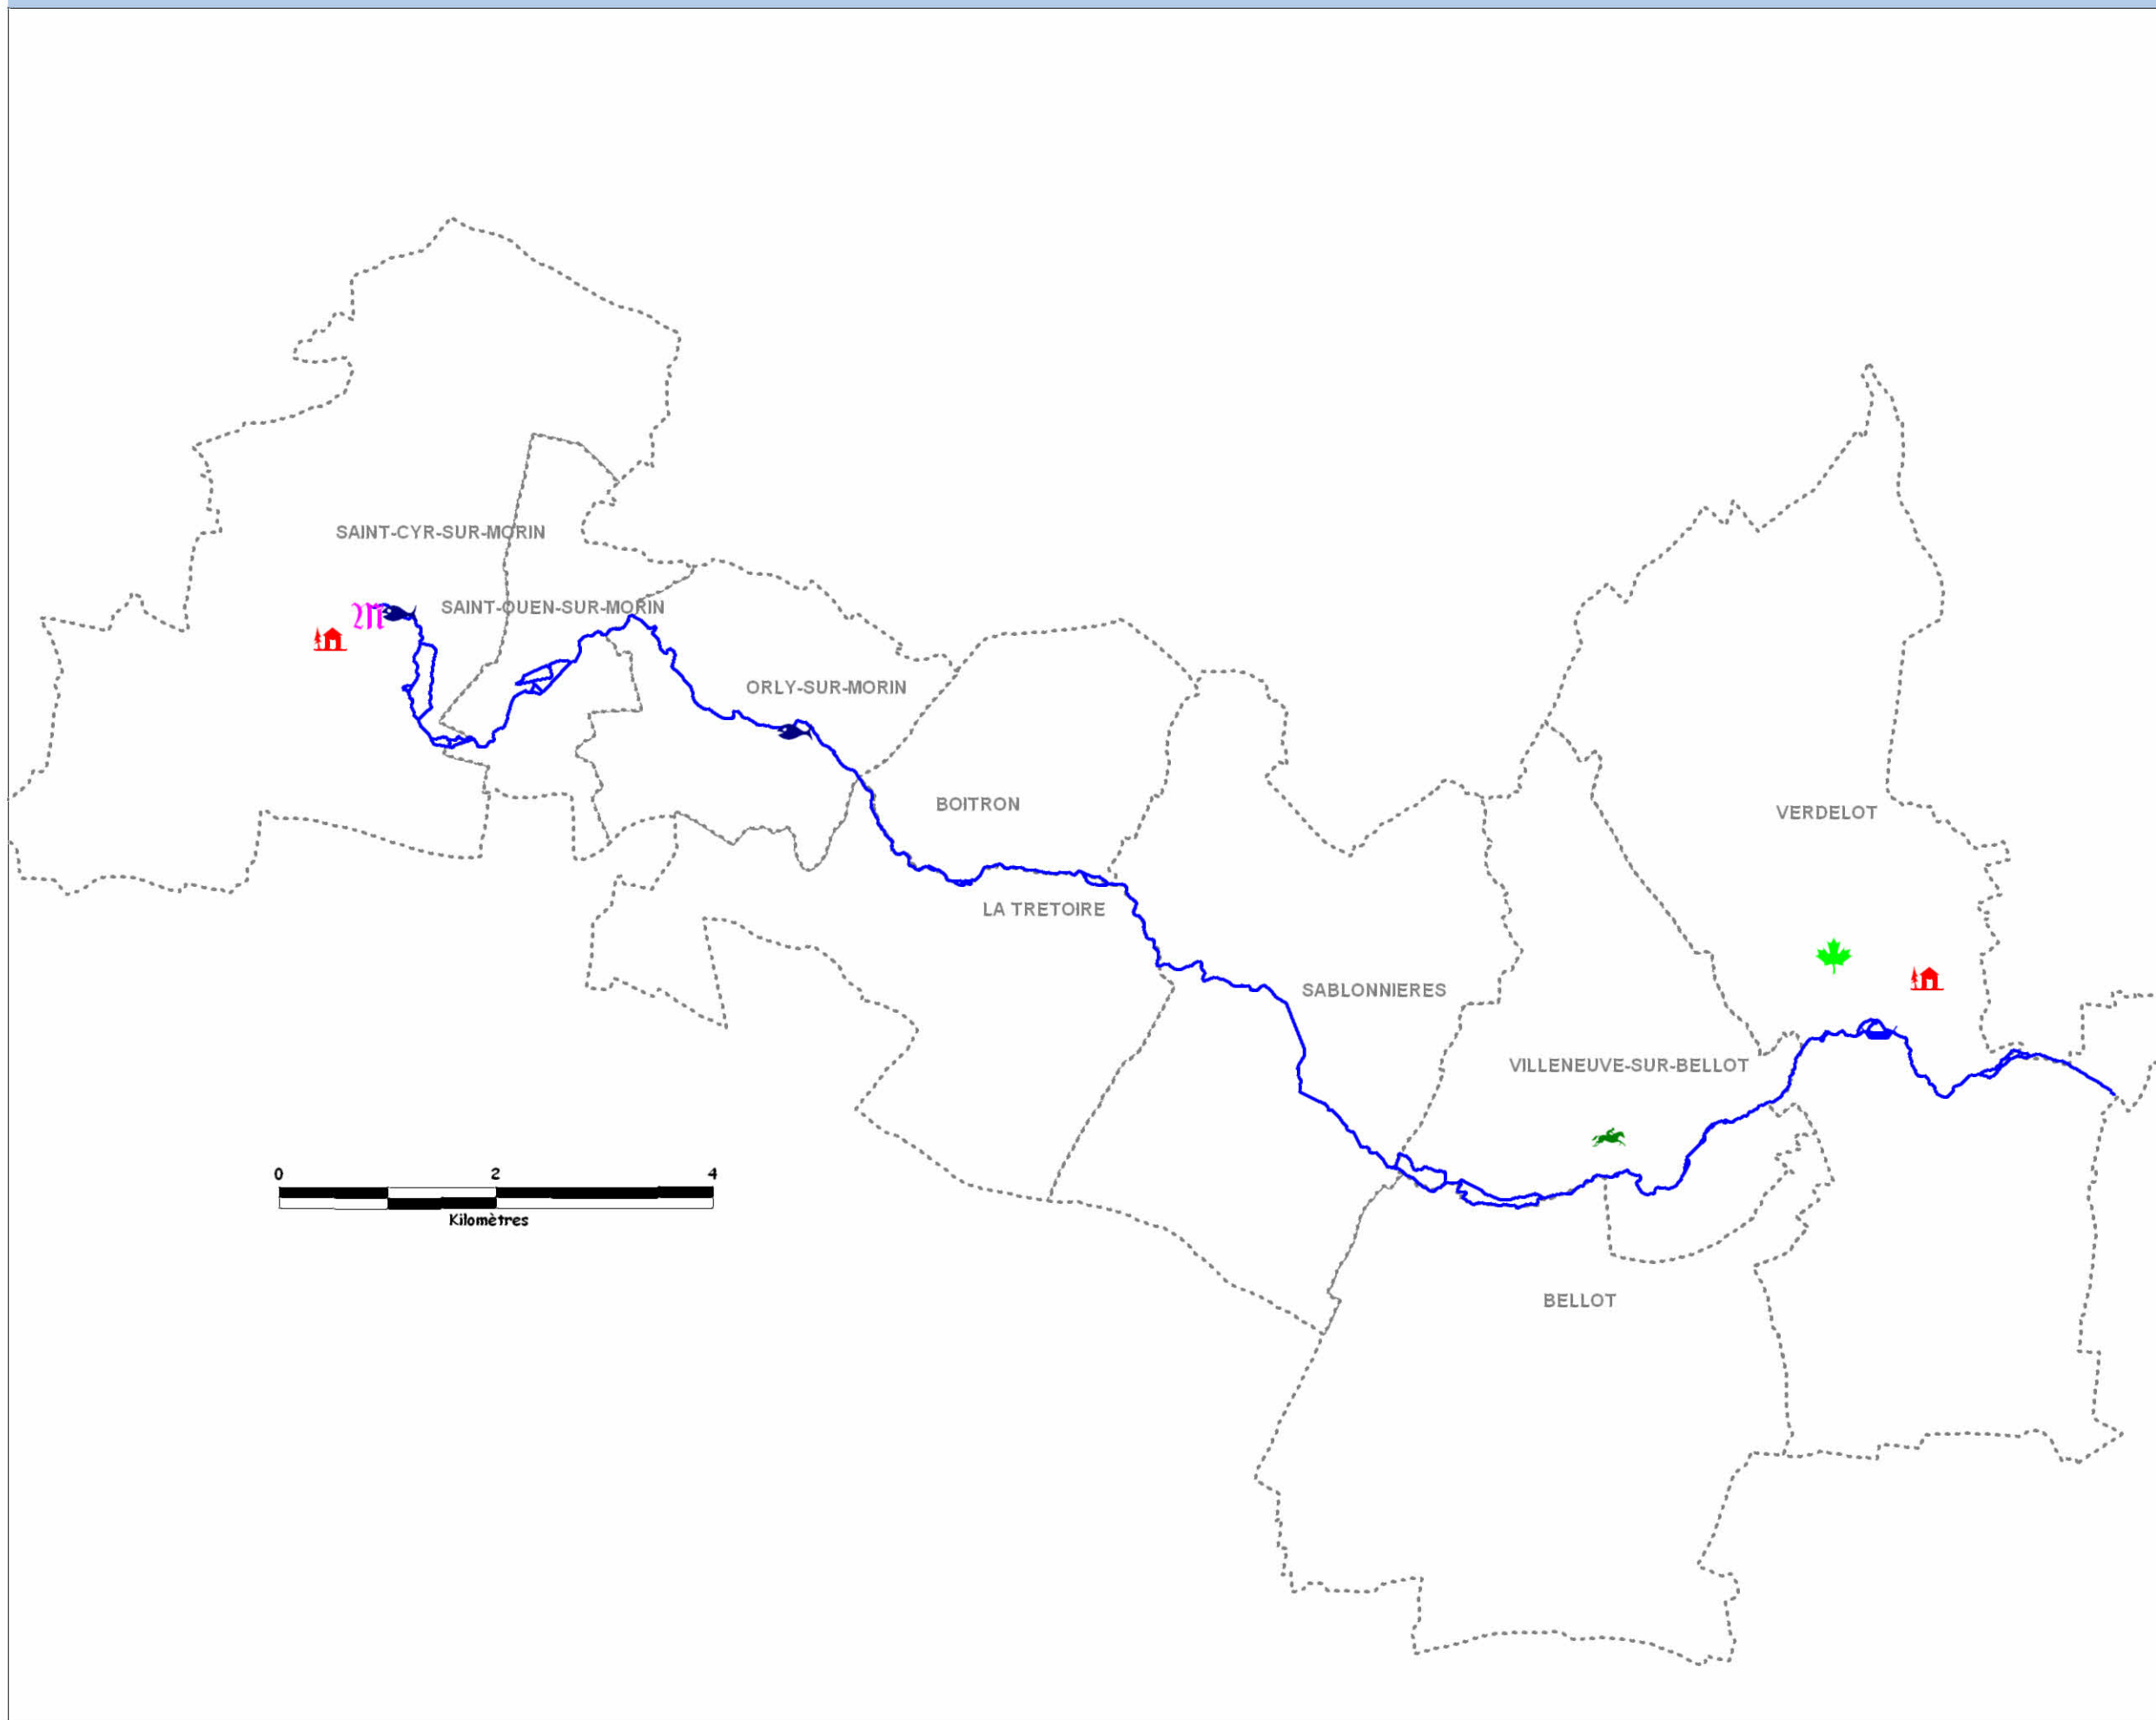 SAINT-CYR-SUR-MORIN
SAINT-OUEN-SUR-MORIN
M
ORLY-SUR-MORIN
BOITRON
VERDELOT
LA TRETOIRE
SABLONNIERES
VILLENEUVE-SUR-BELLOT
0 2 4
Kilomètres
BELLOT